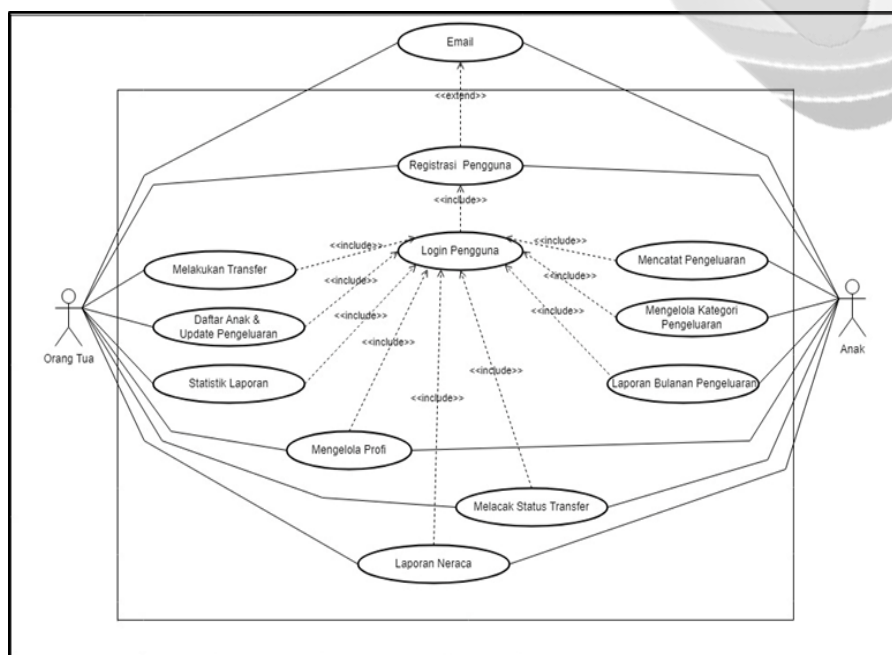 Email
<<extend>>
Registrasi Pengguna
<<include>>
Login Pengguna
<<include>>
<<include>>
Melakukan Transfer
Mencatat Pengeluaran
<<include>>
<<include>>
Daftar Anak &
Update Pengeluaran
Mengelola Kategori
Pengeluaran
<<include>>
<<include>>
Orang Tua
Anak
<<include>>
Statistik Laporan
Laporan Bulanan Pengeluaran
<<include>>
<<include>>
Mengelola Profi
Melacak Status Transfer
Laporan Neraca